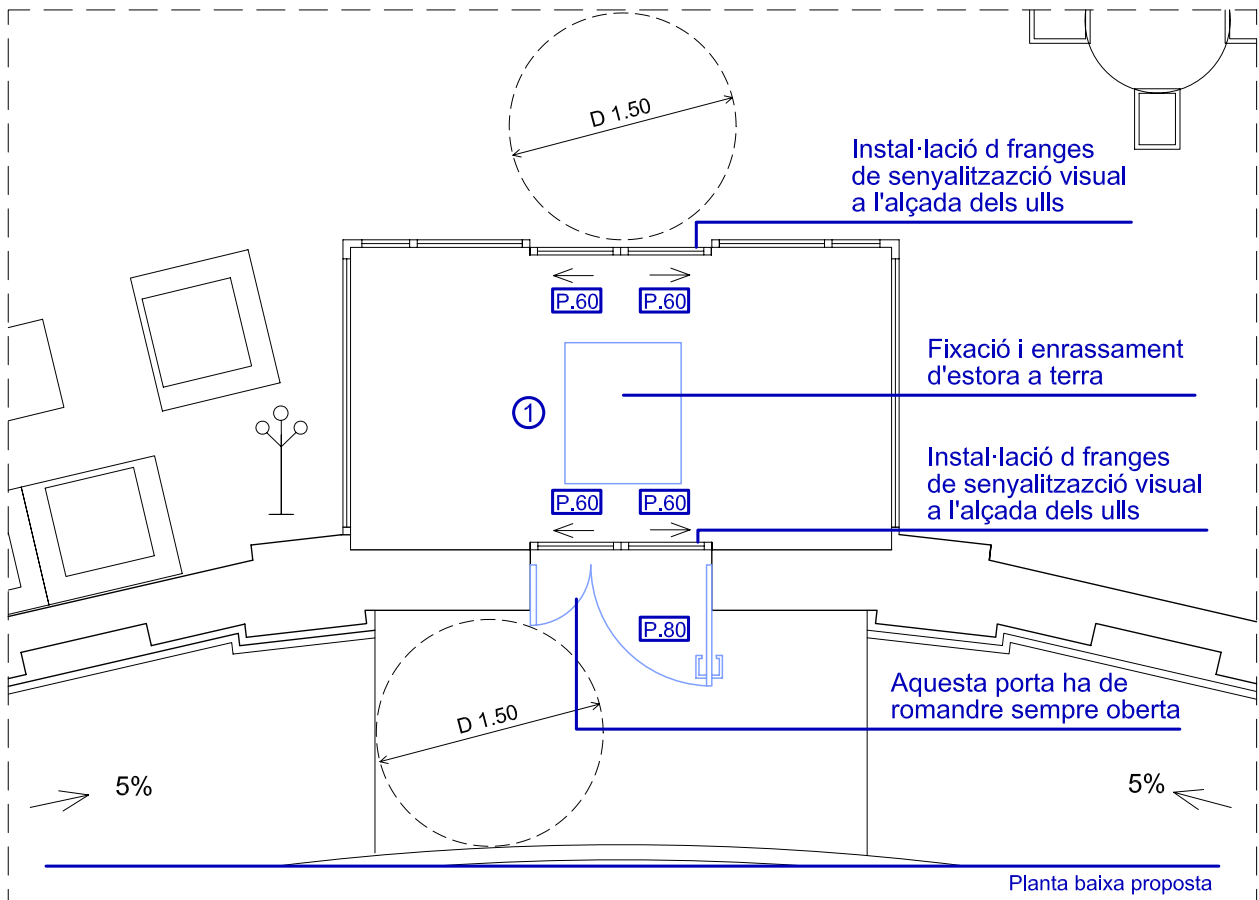 D 1.50
Instal·lació d franges
de senyalitzazció visual
a l'alçada dels ulls
P.60
P.60
Fixació i enrassament
d'estora a terra
1
Instal·lació d franges
de senyalitzazció visual
a l'alçada dels ulls
P.60
P.60
P.80
Aquesta porta ha de
romandre sempre oberta
D 1.50
5%
5%
Planta baixa proposta